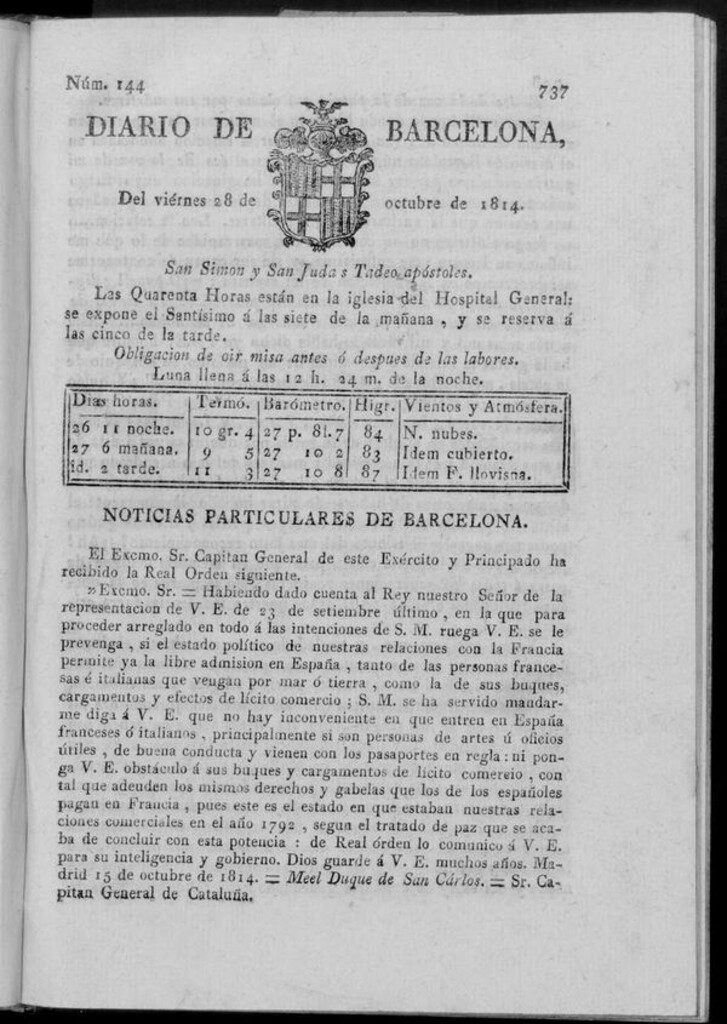 Núm. 144
737
DIARIO DE BARCELONA,
Del viérnes 28 de octubre de 1814.
San Simon y San Judas Tadeo apóstoles.
Las Quarenta Horas están en la iglesia del Hospital General:
se expone el Santísimo á las siete de la mañana , y se reserva á
las cinco de la tarde.
Obligacion de oir misa antes ó despues de las labores.
Luna llena á las 12 h. 24 m. de la noche.
Dias horas. Termó. Barómetro. Higr. Vientos y Atmósfera.
26 11 noche. 10 gr. 4 27 p. 8l. 7 84 N. nubes.
27 6 mañana. 9 5 27 10 2 83 Idem cubierto.
id. 2 tarde. 11 3 27 10 8 87 Idem F. llovisna.
NOTICIAS PARTICULARES DE BARCELONA.
El Excmo. Sr. Capitan General de este Exército y Principado ha
recibido la Real Orden siguiente.
»Excmo. Sr. = Habiendo dado cuenta al Rey nuestro Señor de la
representacion de V. E. de 23 de setiembre último , en la que para
proceder arreglado en todo á las intenciones de S. M. ruega V. E. se le
prevenga , si el estado político de nuestras relaciones con la Francia
permite ya la libre admision en España , tanto de las personas france-
sas é italianas que vengan por mar ó tierra , como la de sus buques,
cargamentos y efectos de lícito comercio ; S. M. se ha servido mandar-
me diga á V. E. que no hay inconveniente en que entren en España
franceses ó italianos , principalmente si son personas de artes ú oficios
útiles , de buena conducta y vienen con los pasaportes en regla : ni pon-
ga V. E. obstáculo á sus buques y cargamentos de lícito comercio , con
tal que adeuden los mismos derechos y gabelas que los de los españoles
pagan en Francia , pues este es el estado en que estaban nuestras rela-
ciones comerciales en el año 1792 , segun el tratado de paz que se aca-
ba de concluir con esta potencia : de Real órden lo comunico á V. E.
para su inteligencia y gobierno. Dios guarde á V. E. muchos años. Ma-
drid 15 de octubre de 1814. = Meel Duque de San Cárlos. = Sr. Ca-
pitan General de Cataluña.